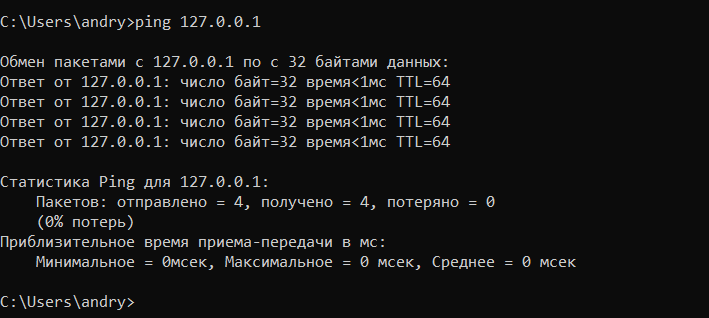 C:\Users\andry>ping 127.0.0.1
Обмен пакетами с 127.0.0.1 по с 32 байтами данных:
Ответ от 127.0.0.1: число байт=32 время<1мс TTL=64
Ответ от 127.0.0.1: число байт=32 время<1мс TTL=64
Ответ от 127.0.0.1: число байт=32 время<1мс TTL=64
Ответ от 127.0.0.1: число байт=32 время<1мс TTL=64
Статистика Ping для 127.0.0.1:
Пакетов: отправлено = 4, получено = 4, потеряно = 0
(0% потерь)
Приблизительное время приема-передачи в мс:
Минимальное = 0мсек, Максимальное = 0 мсек, Среднее = 0 мсек
C:\Users\andry>